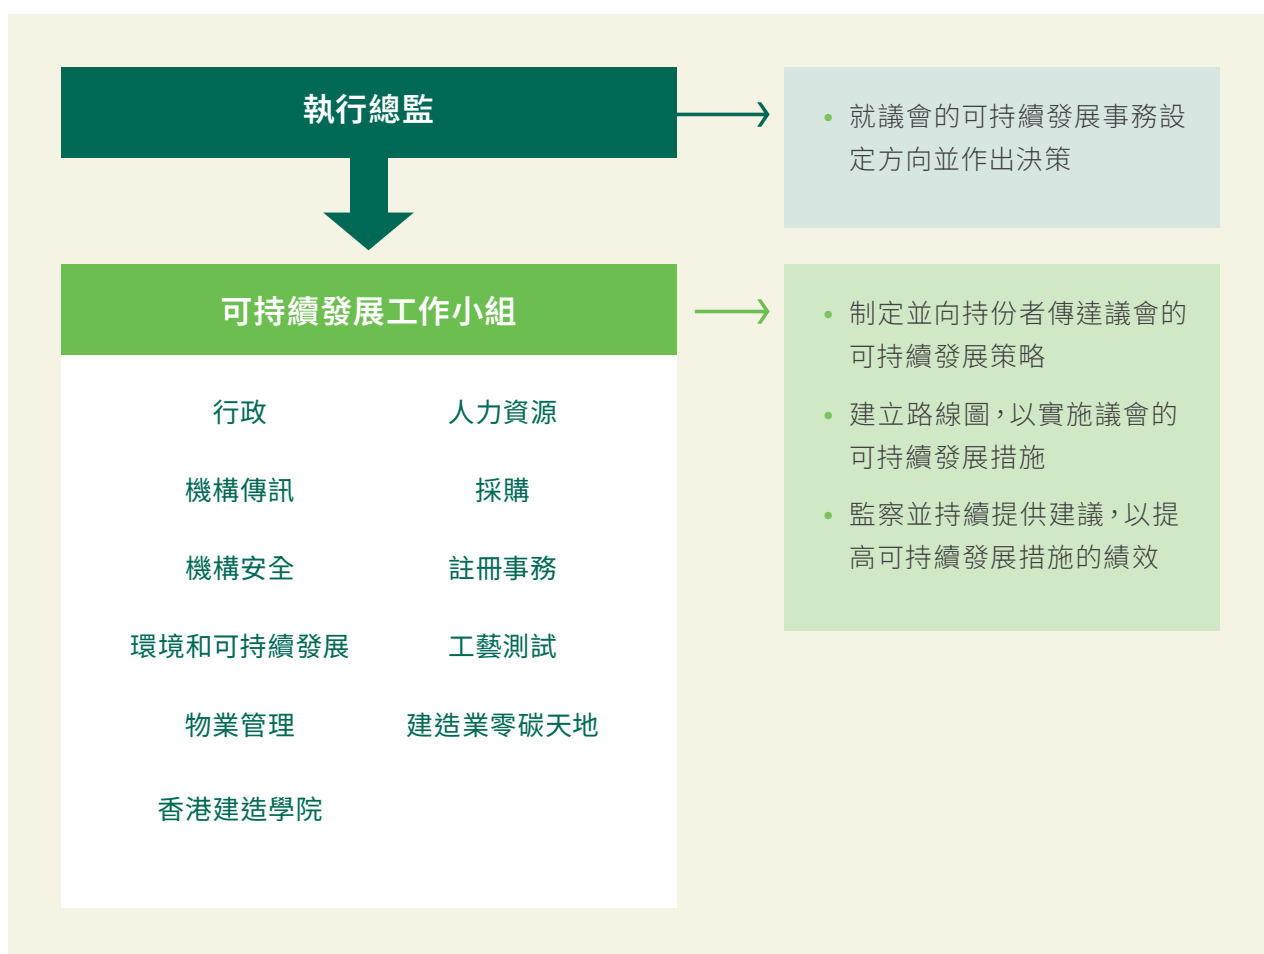 執行總監
• 就議會的可持續發展事務設
定方向並作出決策
可持續發展工作小組
• 制定並向持份者傳達議會的
可持續發展策略
• 建立路線圖，以實施議會的
可持續發展措施
• 監察並持續提供建議，以提
高可持續發展措施的績效
行政 人力資源
機構傳訊 採購
機構安全 註冊事務
環境和可持續發展 工藝測試
物業管理 建造業零碳天地
香港建造學院